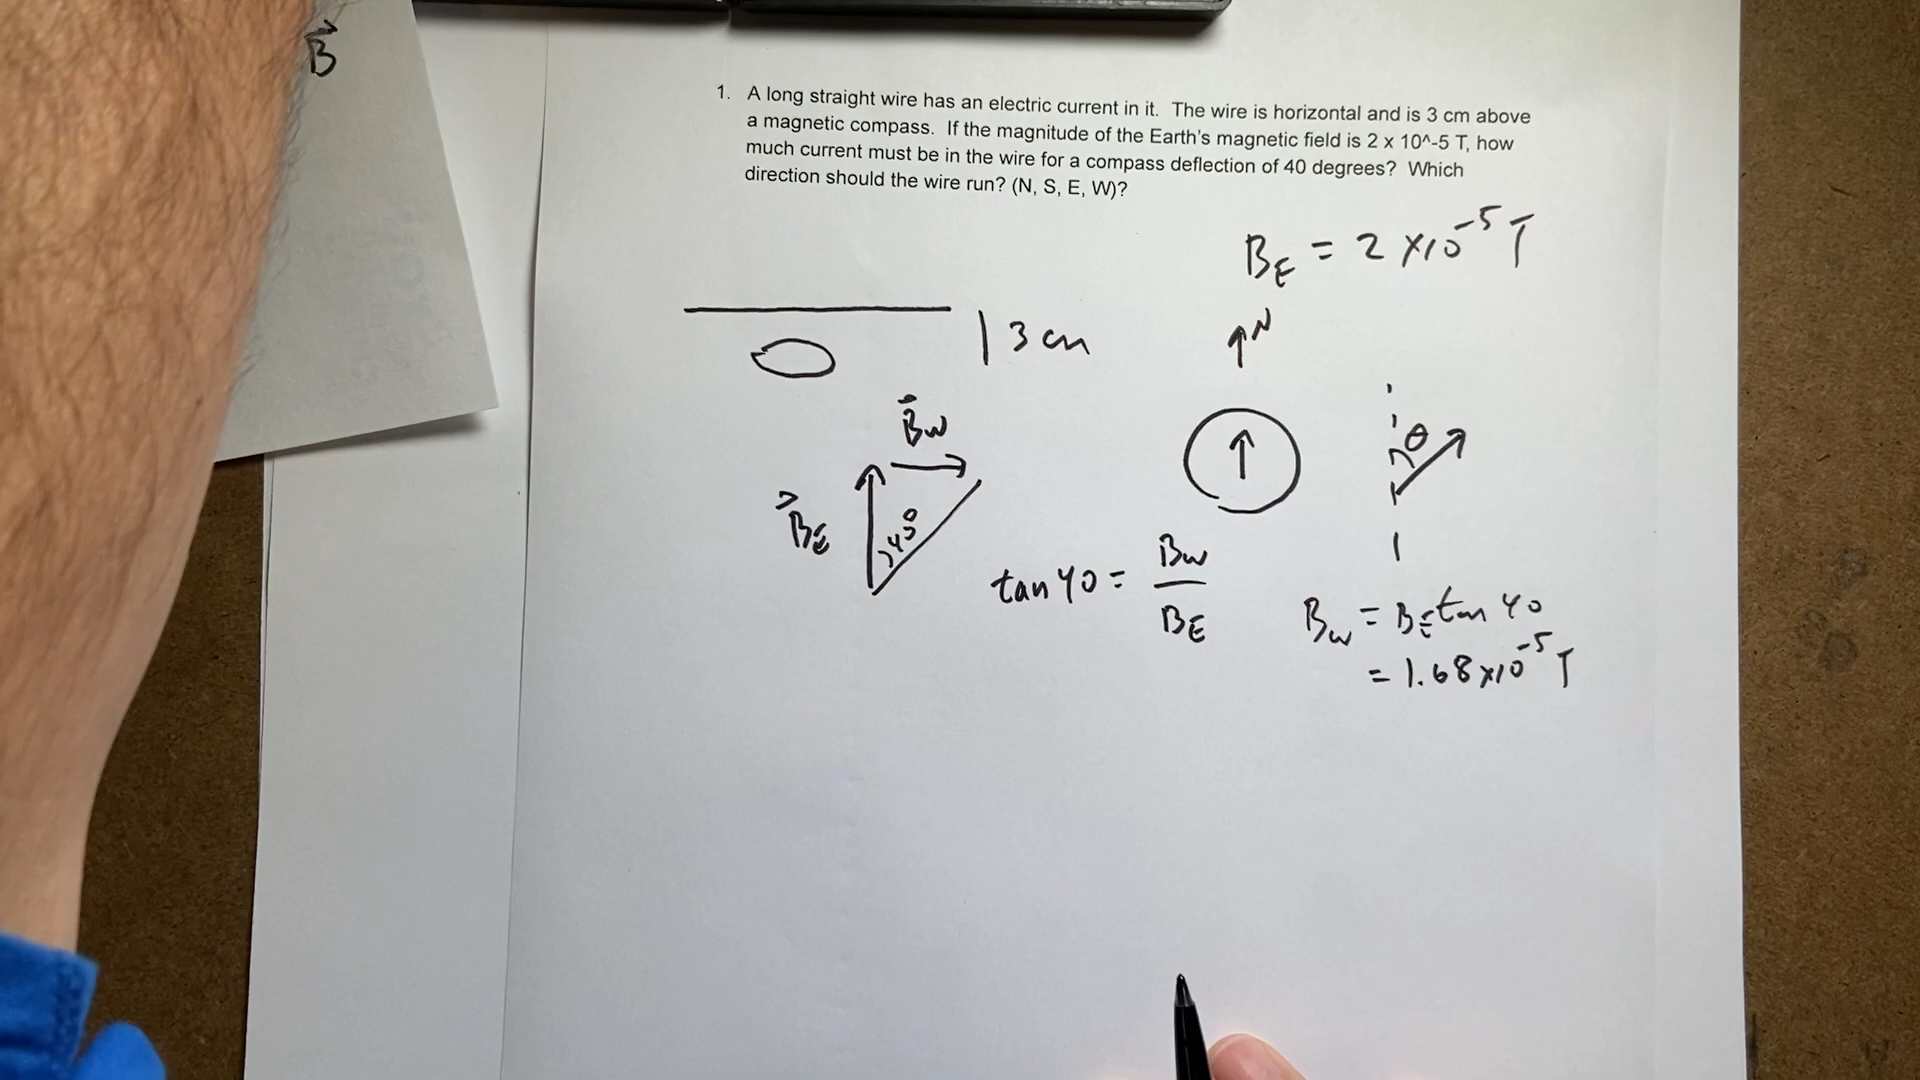 B⃗
1. A long straight wire has an electric current in it. The wire is horizontal and is 3 cm above
a magnetic compass. If the magnitude of the Earth's magnetic field is 2 x 10^-5 T, how
much current must be in the wire for a compass deflection of 40 degrees? Which
direction should the wire run? (N, S, E, W)?
B_E = 2 ×10⁻⁵ T
3 cm
↑N
B⃗w
θ
B⃗_E
tan 40 = Bw / B_E
Bw = B_E tan 40
= 1.68 ×10⁻⁵ T